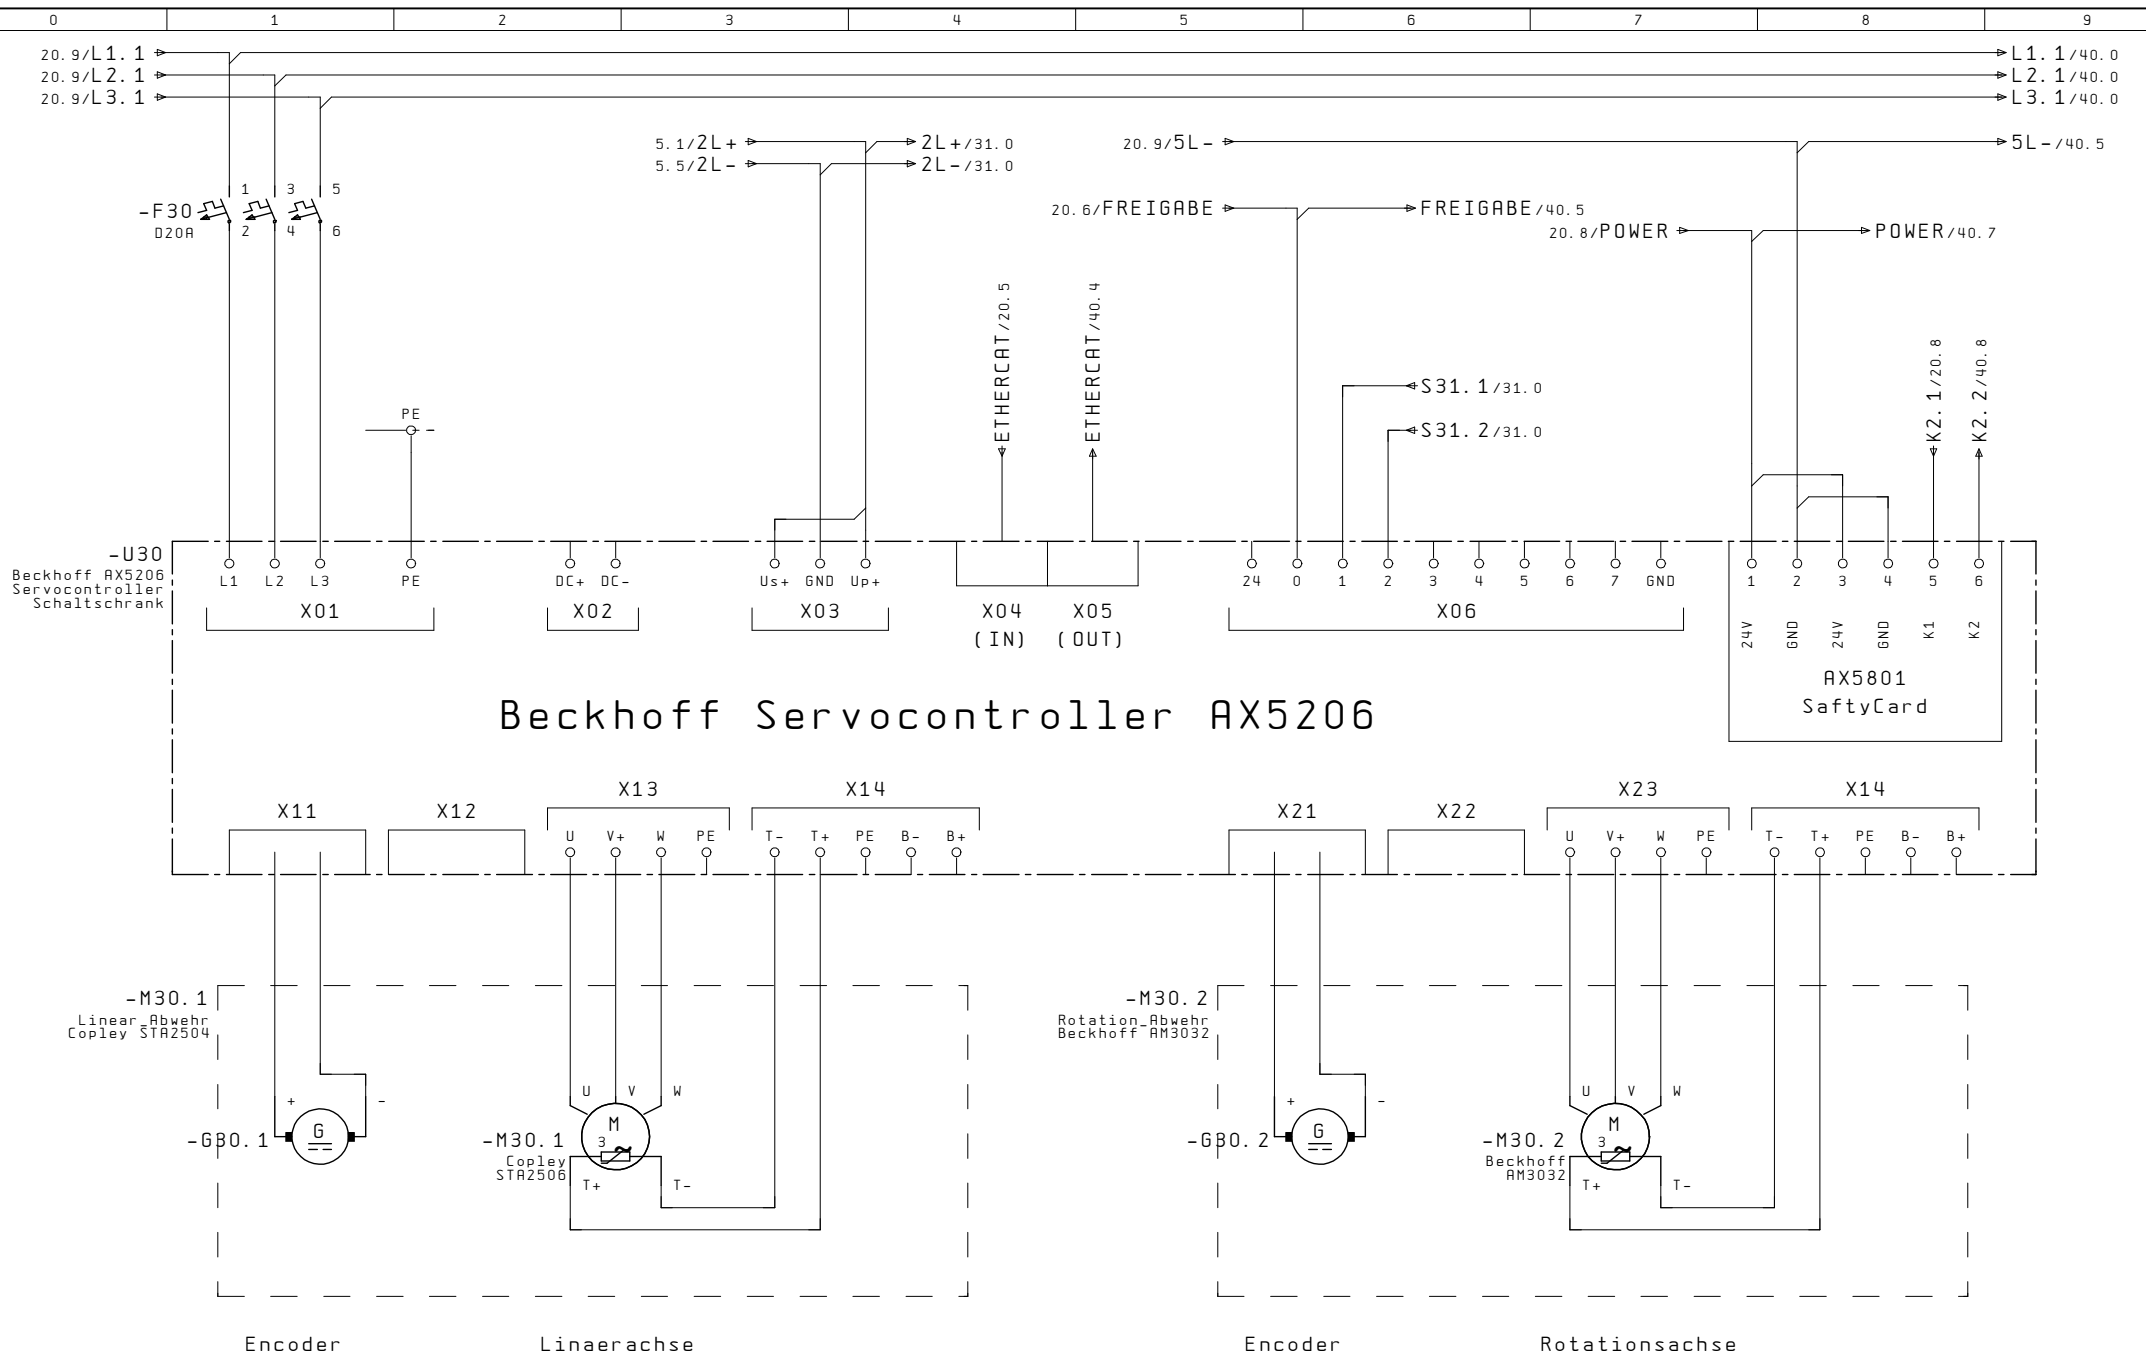 0 1 2 3 4 5 6 7 8 9
20.9/L1.1 L1.1/40.0
20.9/L2.1 L2.1/40.0
20.9/L3.1 L3.1/40.0
5.1/2L+ 2L+/31.0 20.9/5L- 5L-/40.5
5.5/2L- 2L-/31.0
1 3 5
-F30 20.6/FREIGABE FREIGABE/40.5
D20A 2 4 6 20.8/POWER POWER/40.7
ETHERCAT/20.5 ETHERCAT/40.4
K2.1/20.8 K2.2/40.8
S31.1/31.0
PE
S31.2/31.0
-U30
Beckhoff AX5206
Servocontroller
Schaltschrank
L1 L2 L3 PE DC+ DC- Us+ GND Up+ 24 0 1 2 3 4 5 6 7 GND 1 2 3 4 5 6
X01 X02 X03 X04 X05 X06
(IN) (OUT)
24V GND 24V GND K1 K2
AX5801
SaftyCard
Beckhoff Servocontroller AX5206
X13 X14 X23 X14
X11 X12 X21 X22
U V+ W PE T- T+ PE B- B+ U V+ W PE T- T+ PE B- B+
-M30.1 -M30.2
Linear_Abwehr Rotation_Abwehr
Copley STA2504 Beckhoff AM3032
+ - U V W + - U V W
-G30.1 G -M30.1 M 3 -G30.2 G -M30.2 M 3
Copley Beckhoff
STA2506 AM3032
T+ T- T+ T-
Encoder Linaerachse Encoder Rotationsachse